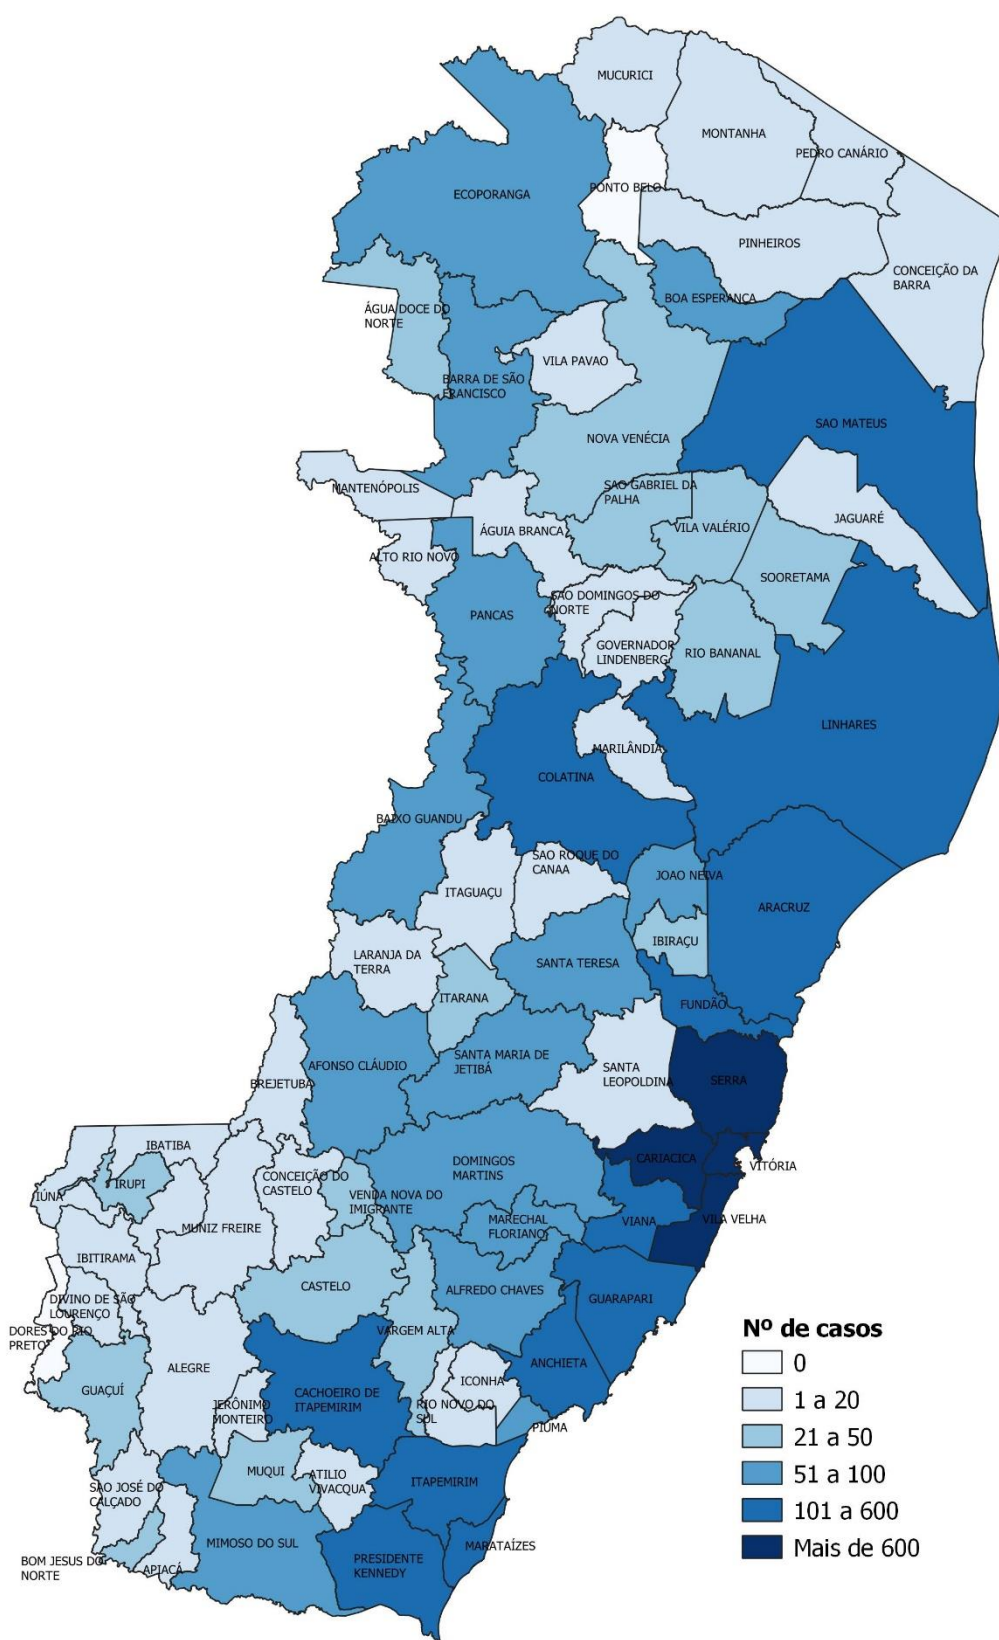 MUCURICI
MONTANHA
PEDRO CANÁRIO
ECOPORANGA
PONTO BELO
PINHEIROS
CONCEIÇÃO DA
BARRA
BOA ESPERANÇA
ÁGUA DOCE DO
NORTE
VILA PAVAO
BARRA DE SÃO
FRANCISCO
SAO MATEUS
NOVA VENÉCIA
MANTENÓPOLIS
SAO GABRIEL DA
PALHA
JAGUARÉ
ÁGUIA BRANCA
VILA VALÉRIO
ALTO RIO NOVO
SOORETAMA
SAO DOMINGOS DO
NORTE
PANCAS
GOVERNADOR
LINDENBERG
RIO BANANAL
LINHARES
MARILÂNDIA
COLATINA
BAIXO GUANDU
SAO ROQUE DO
CANAA
JOAO NEIVA
ITAGUAÇU
ARACRUZ
IBIRAÇU
LARANJA DA
TERRA
SANTA TERESA
ITARANA
FUNDÃO
SANTA MARIA DE
JETIBÁ
AFONSO CLÁUDIO
SANTA
LEOPOLDINA
SERRA
BREJETUBA
IBATIBA
CARIACICA
VITÓRIA
DOMINGOS
MARTINS
CONCEIÇÃO DO
CASTELO
IRUPI
IÚNA
VENDA NOVA DO
IMIGRANTE
MARECHAL
FLORIANO
VIANA
VILA VELHA
MUNIZ FREIRE
IBITIRAMA
CASTELO
ALFREDO CHAVES
GUARAPARI
DIVINO DE SÃO
LOURENÇO
DORES DO RIO
PRETO
VARGEM ALTA
ALEGRE
ANCHIETA
ICONHA
GUAÇUÍ
CACHOEIRO DE
ITAPEMIRIM
JERÔNIMO
MONTEIRO
RIO NOVO DO
SUL
PIUMA
MUQUI
ATILIO
VIVACQUA
ITAPEMIRIM
SAO JOSÉ DO
CALÇADO
MIMOSO DO SUL
MARATAÍZES
BOM JESUS DO
NORTE
APIACÁ
PRESIDENTE
KENNEDY
Nº de casos
0
1 a 20
21 a 50
51 a 100
101 a 600
Mais de 600